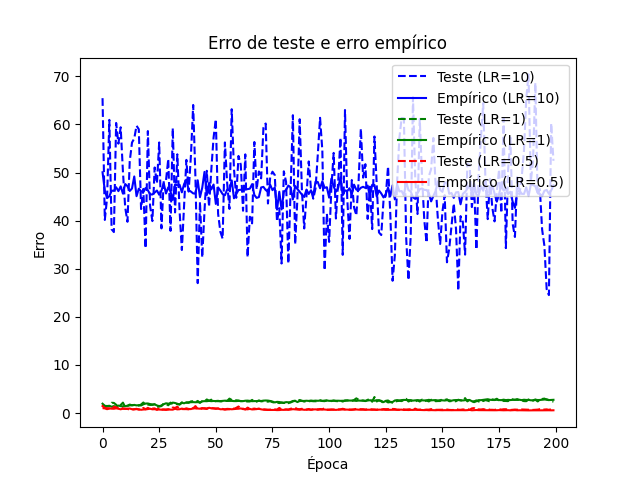 Erro de teste e erro empírico
Teste (LR=10)
Empírico (LR=10)
Teste (LR=1)
Empírico (LR=1)
Teste (LR=0.5)
Empírico (LR=0.5)
70
60
50
40
30
20
10
0
Erro
0 25 50 75 100 125 150 175 200
Época